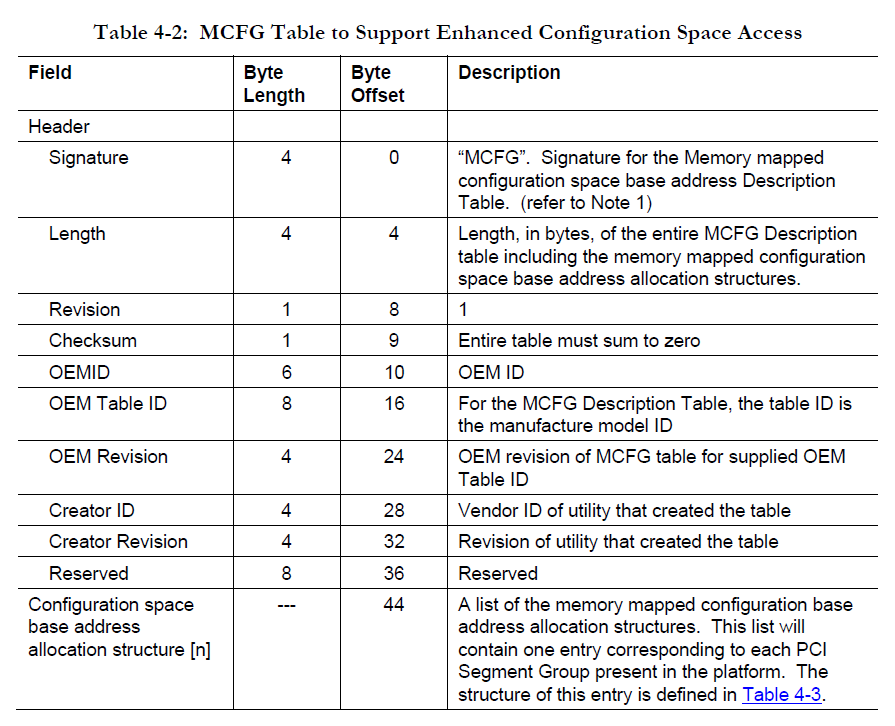 Table 4-2: MCFG Table to Support Enhanced Configuration Space Access
Field Byte Length Byte Offset Description
Header
Signature 4 0 “MCFG”. Signature for the Memory mapped
configuration space base address Description
Table. (refer to Note 1)
Length 4 4 Length, in bytes, of the entire MCFG Description
table including the memory mapped configuration
space base address allocation structures.
Revision 1 8 1
Checksum 1 9 Entire table must sum to zero
OEMID 6 10 OEM ID
OEM Table ID 8 16 For the MCFG Description Table, the table ID is
the manufacture model ID
OEM Revision 4 24 OEM revision of MCFG table for supplied OEM
Table ID
Creator ID 4 28 Vendor ID of utility that created the table
Creator Revision 4 32 Revision of utility that created the table
Reserved 8 36 Reserved
Configuration space
base address
allocation structure [n]
--- 44 A list of the memory mapped configuration base
address allocation structures. This list will
contain one entry corresponding to each PCI
Segment Group present in the platform. The
structure of this entry is defined in Table 4-3.